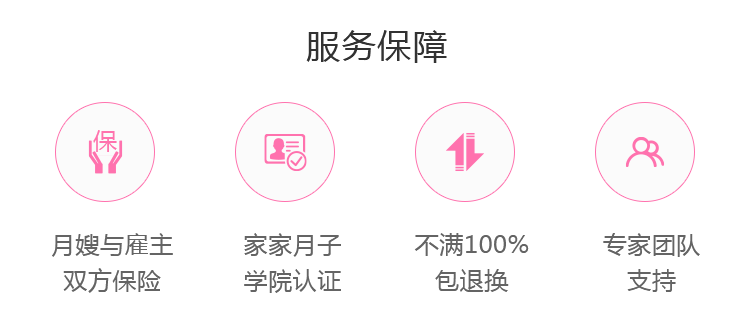 服务保障
保
月嫂与雇主
双方保险
家家月子
学院认证
不满100%
包退换
专家团队
支持